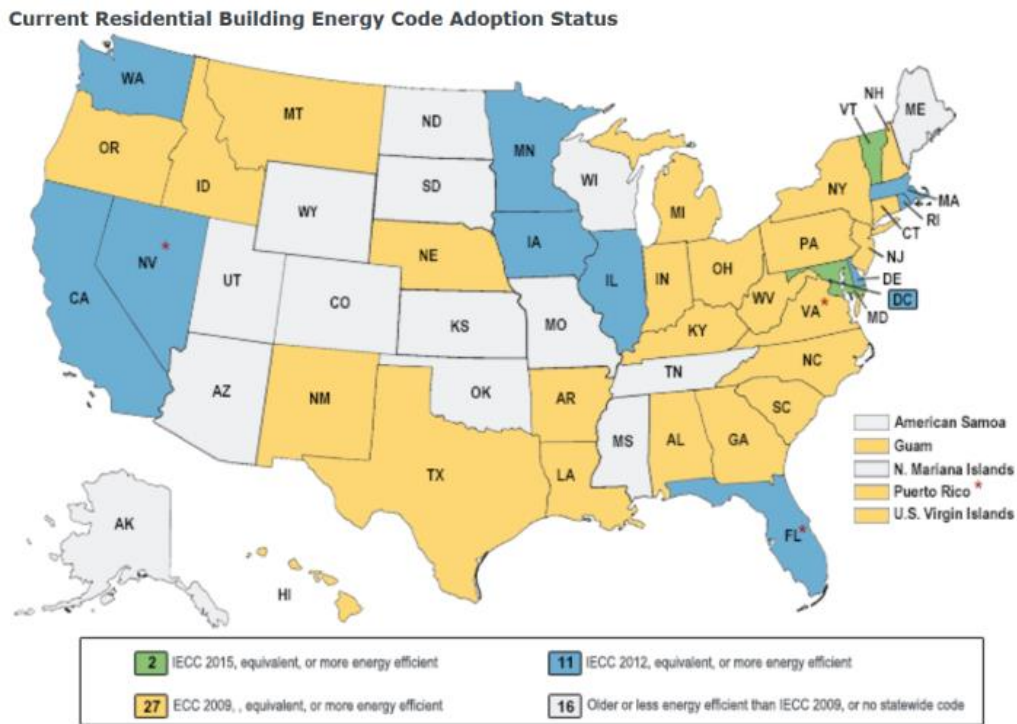 Current Residential Building Energy Code Adoption Status
WA
MT
ND
MN
VT
NH
ME
OR
ID
SD
WI
NY
MA
RI
CT
WY
MI
NV *
NE
IA
PA
NJ
CA
UT
CO
IL
IN
OH
DE
DC
WV
VA *
MD
KS
MO
KY
NC
TN
AZ
NM
OK
AR
SC
MS
AL
GA
TX
LA
American Samoa
Guam
N. Mariana Islands
Puerto Rico *
U.S. Virgin Islands
AK
FL *
HI
2 IECC 2015, equivalent, or more energy efficient
11 IECC 2012, equivalent, or more energy efficient
27 ECC 2009, , equivalent, or more energy efficient
16 Older or less energy efficient than IECC 2009, or no statewide code